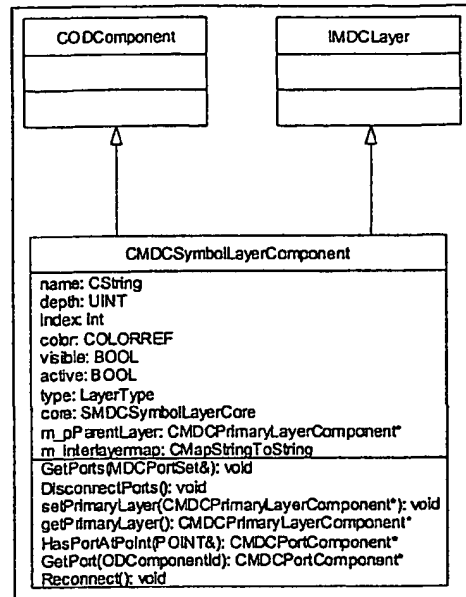 CODComponent
IMDCLayer
CMDCSymbolLayerComponent
name: CString
depth: UINT
index: int
color: COLORREF
visible: BOOL
active: BOOL
type: LayerType
core: SMDCSymbolLayerCore
m_pParentLayer: CMDCPrimaryLayerComponent*
m_interlayermap: CMapStringToString
GetPorts(MDCPortSet&): void
DisconnectPorts(): void
setPrimaryLayer(CMDCPrimaryLayerComponent*): void
getPrimaryLayer(): CMDCPrimaryLayerComponent*
HasPortAtPoint(POINT&): CMDCPortComponent*
GetPort(ODComponentId): CMDCPortComponent*
Reconnect(): void